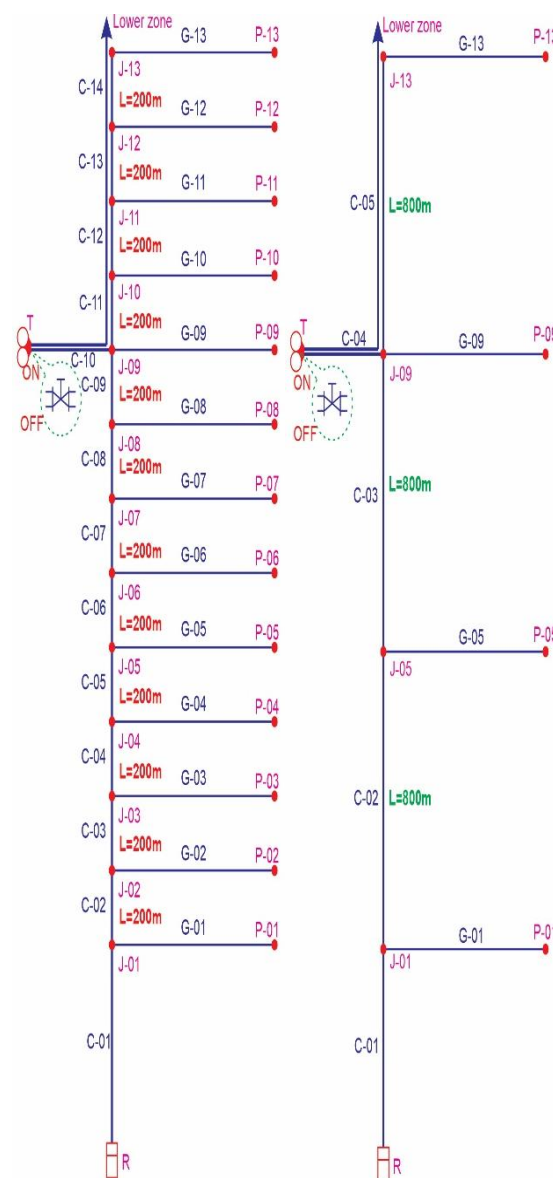 Lower zone
G-13
P-13
J-13
C-14
L=200m
G-12
P-12
J-12
C-13
L=200m
G-11
P-11
J-11
C-12
L=200m
G-10
P-10
J-10
C-11
L=200m
T
G-09
P-09
C-10
J-09
ON
C-09
L=200m
OFF
G-08
P-08
J-08
C-08
L=200m
G-07
P-07
J-07
C-07
L=200m
G-06
P-06
J-06
C-06
L=200m
G-05
P-05
J-05
C-05
L=200m
G-04
P-04
J-04
C-04
L=200m
G-03
P-03
J-03
C-03
L=200m
G-02
P-02
J-02
C-02
L=200m
G-01
P-01
J-01
C-01
R
Lower zone
G-13
P-13
J-13
C-05
L=800m
T
C-04
G-09
P-09
J-09
ON
OFF
C-03
L=800m
G-05
P-05
J-05
C-02
L=800m
G-01
P-01
J-01
C-01
R